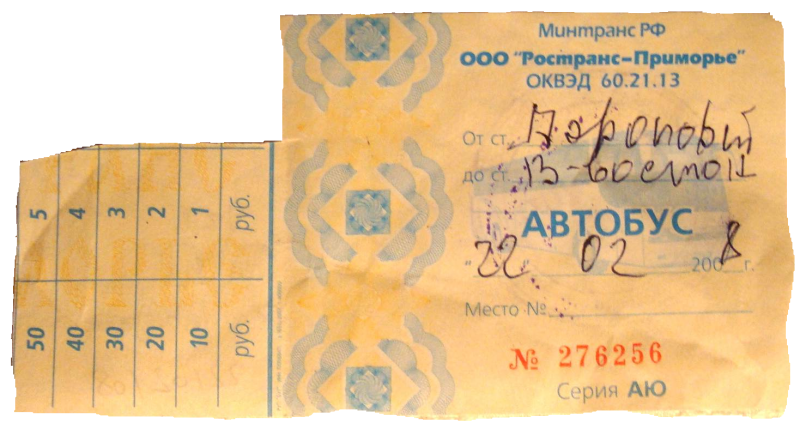 Минтранс РФ
ООО "Ространс-Приморье"
ОКВЭД 60.21.13
От ст. Аэропорт
до ст. В-восток
АВТОБУС
"22 02 2008 г.
Место №
№ 276256
Серия АЮ
5 4 3 2 1 руб.
50 40 30 20 10 руб.